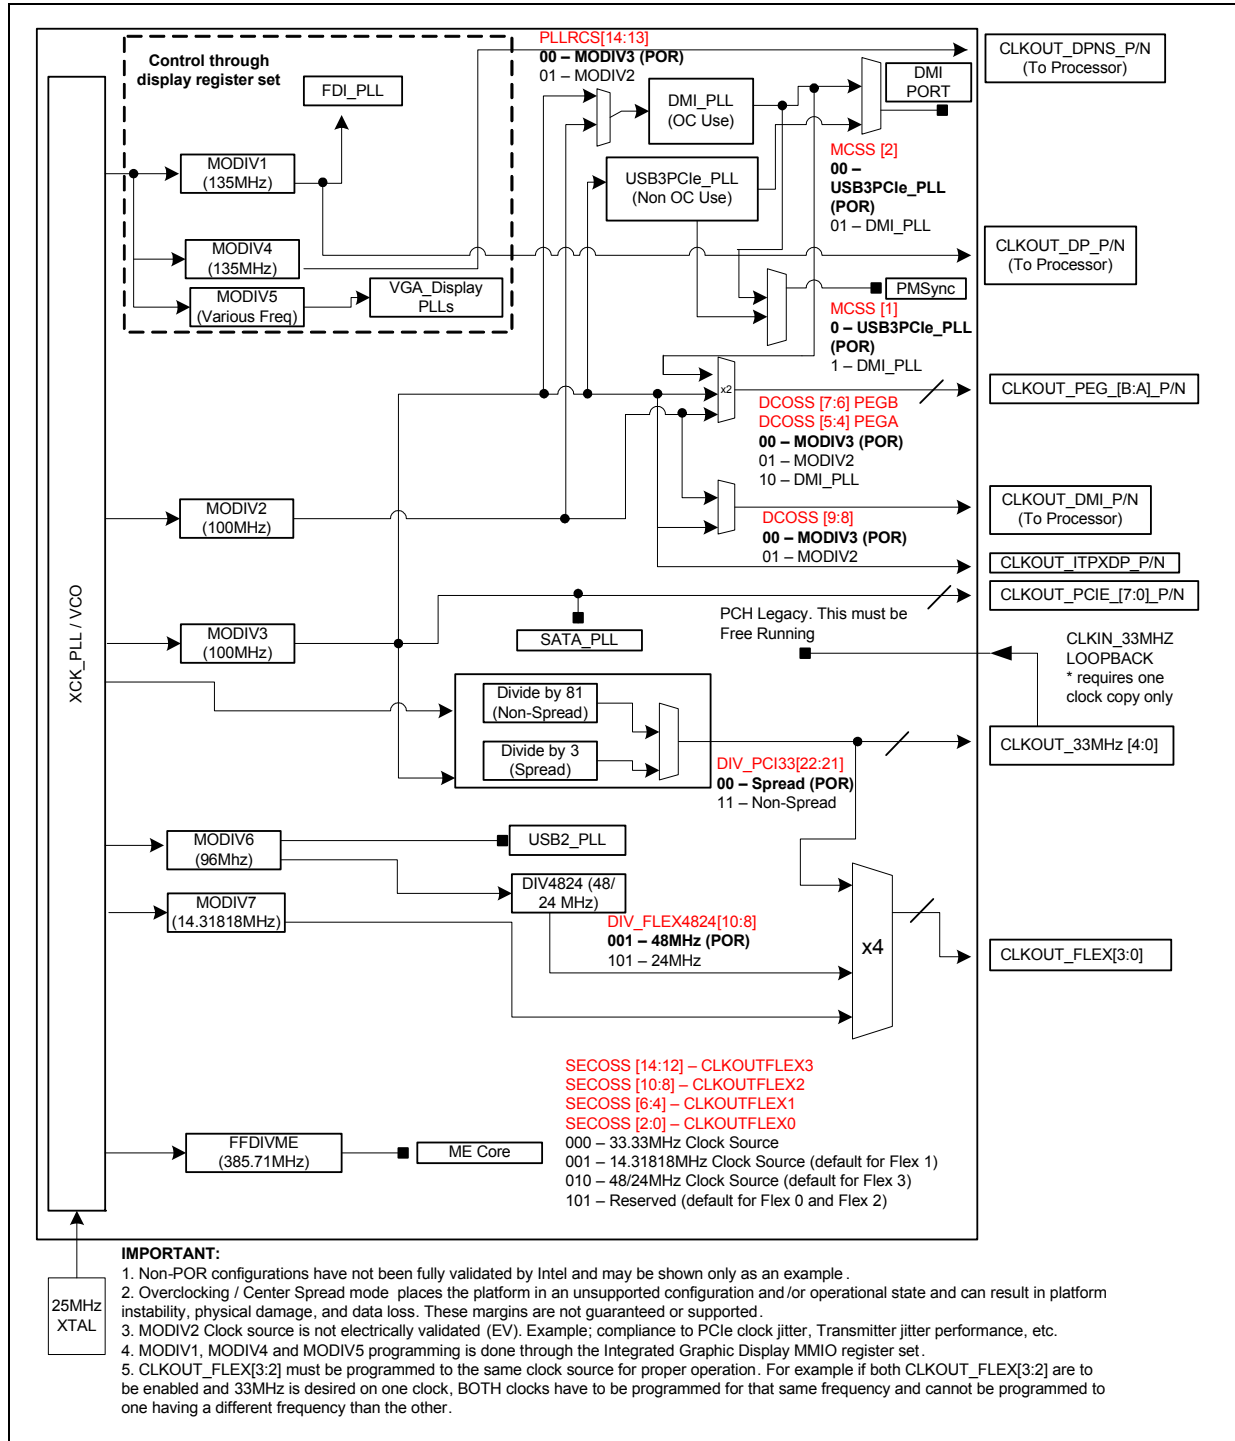 Control through
display register set
FDI_PLL
MODIV1
(135MHz)
MODIV4
(135MHz)
MODIV5
(Various Freq)
VGA_Display
PLLs
PLLRCS[14:13]
00 – MODIV3 (POR)
01 – MODIV2
DMI_PLL
(OC Use)
USB3PCIe_PLL
(Non OC Use)
DMI
PORT
MCSS [2]
00 –
USB3PCIe_PLL
(POR)
01 – DMI_PLL
PMSync
MCSS [1]
0 – USB3PCIe_PLL
(POR)
1 – DMI_PLL
CLKOUT_DPNS_P/N
(To Processor)
CLKOUT_DP_P/N
(To Processor)
x2
CLKOUT_PEG_[B:A]_P/N
DCOSS [7:6] PEGB
DCOSS [5:4] PEGA
00 – MODIV3 (POR)
01 – MODIV2
10 – DMI_PLL
MODIV2
(100MHz)
CLKOUT_DMI_P/N
(To Processor)
DCOSS [9:8]
00 – MODIV3 (POR)
01 – MODIV2
CLKOUT_ITPXDP_P/N
CLKOUT_PCIE_[7:0]_P/N
XCK_PLL / VCO
MODIV3
(100MHz)
SATA_PLL
PCH Legacy. This must be
Free Running
CLKIN_33MHZ
LOOPBACK
* requires one
clock copy only
Divide by 81
(Non-Spread)
Divide by 3
(Spread)
CLKOUT_33MHz [4:0]
DIV_PCI33[22:21]
00 – Spread (POR)
11 – Non-Spread
MODIV6
(96Mhz)
USB2_PLL
MODIV7
(14.31818MHz)
DIV4824 (48/
24 MHz)
DIV_FLEX4824[10:8]
001 – 48MHz (POR)
101 – 24MHz
x4
CLKOUT_FLEX[3:0]
SECOSS [14:12] – CLKOUTFLEX3
SECOSS [10:8] – CLKOUTFLEX2
SECOSS [6:4] – CLKOUTFLEX1
SECOSS [2:0] – CLKOUTFLEX0
000 – 33.33MHz Clock Source
001 – 14.31818MHz Clock Source (default for Flex 1)
010 – 48/24MHz Clock Source (default for Flex 3)
101 – Reserved (default for Flex 0 and Flex 2)
FFDIVME
(385.71MHz)
ME Core
25MHz
XTAL
IMPORTANT:
1. Non-POR configurations have not been fully validated by Intel and may be shown only as an example.
2. Overclocking / Center Spread mode places the platform in an unsupported configuration and/or operational state and can result in platform
instability, physical damage, and data loss. These margins are not guaranteed or supported.
3. MODIV2 Clock source is not electrically validated (EV). Example; compliance to PCIe clock jitter, Transmitter jitter performance, etc.
4. MODIV1, MODIV4 and MODIV5 programming is done through the Integrated Graphic Display MMIO register set.
5. CLKOUT_FLEX[3:2] must be programmed to the same clock source for proper operation. For example if both CLKOUT_FLEX[3:2] are to
be enabled and 33MHz is desired on one clock, BOTH clocks have to be programmed for that same frequency and cannot be programmed to
one having a different frequency than the other.